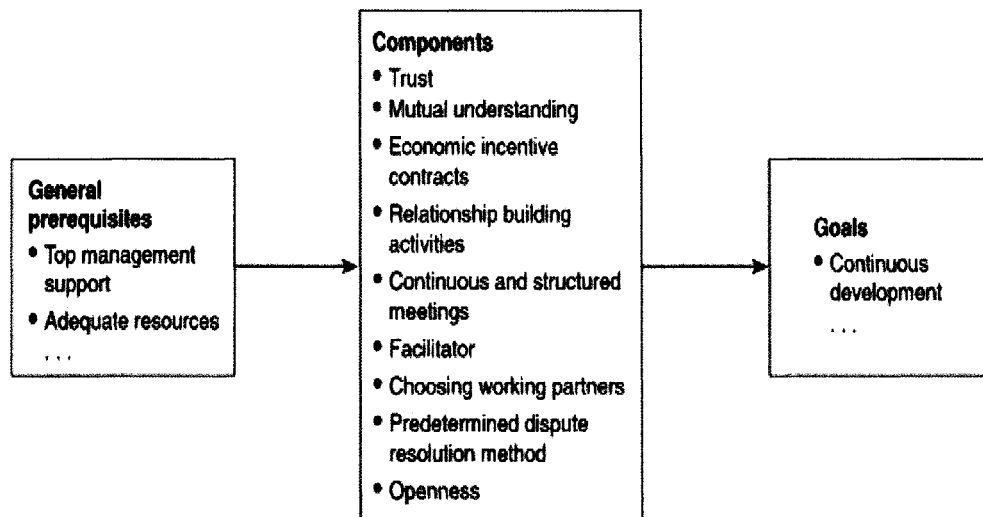 General
prerequisites
• Top management
support
• Adequate resources
. . .
Components
• Trust
• Mutual understanding
• Economic incentive
contracts
• Relationship building
activities
• Continuous and structured
meetings
• Facilitator
• Choosing working partners
• Predetermined dispute
resolution method
• Openness
Goals
• Continuous
development
. . .